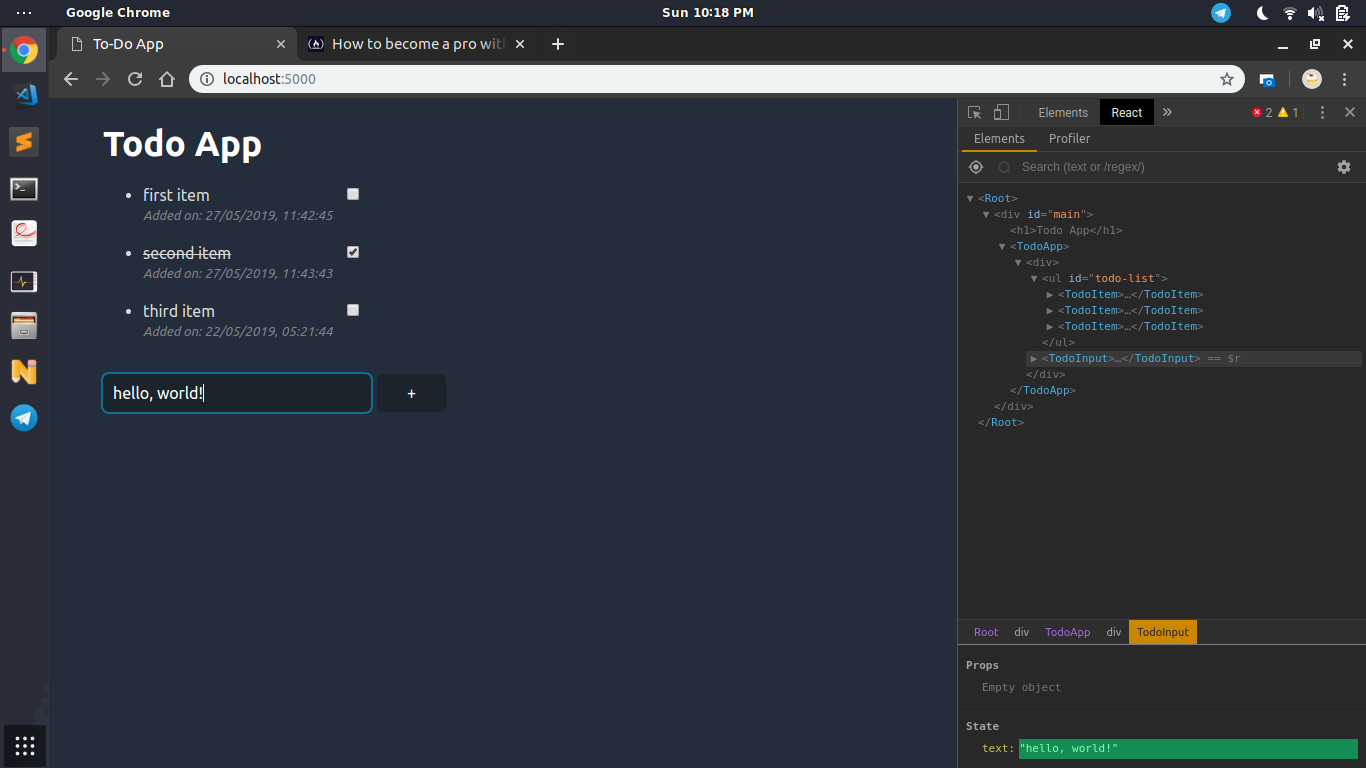 Google Chrome
Sun 10:18 PM
To-Do App
How to become a pro wit
localhost:5000
Todo App
first item
Added on: 27/05/2019, 11:42:45
second item
Added on: 27/05/2019, 11:43:43
third item
Added on: 22/05/2019, 05:21:44
hello, world!
+
Elements React » 2 1
Elements Profiler
Search (text or /regex/)
<Root>
<div id="main">
<h1>Todo App</h1>
<TodoApp>
<div>
<ul id="todo-list">
<TodoItem>…</TodoItem>
<TodoItem>…</TodoItem>
<TodoItem>…</TodoItem>
</ul>
<TodoInput>…</TodoInput> == $r
</div>
</TodoApp>
</div>
</Root>
Root div TodoApp div TodoInput
Props
Empty object
State
text: "hello, world!"